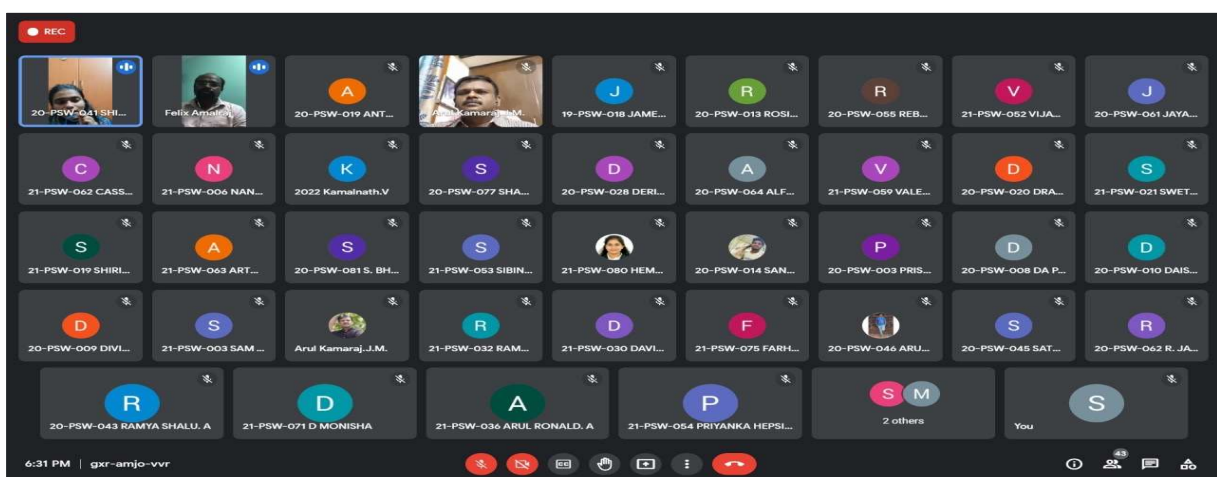 REC
20-PSW-041 SHI...
Felix Amalraj
A
20-PSW-019 ANT...
Arul Kamaraj.J.M.
J
19-PSW-018 JAME...
R
20-PSW-013 ROSI...
R
20-PSW-055 REB...
V
21-PSW-052 VIJA...
J
20-PSW-061 JAYA...
C
21-PSW-062 CASS...
N
21-PSW-006 NAN...
K
2022 Kamalnath.V
S
20-PSW-077 SHA...
D
20-PSW-028 DERI...
A
20-PSW-064 ALF...
V
21-PSW-059 VALE...
D
20-PSW-020 DRA...
S
21-PSW-021 SWET...
S
21-PSW-019 SHIRI...
A
21-PSW-063 ART...
S
20-PSW-081 S. BH...
S
21-PSW-053 SIBIN...
21-PSW-080 HEM...
20-PSW-014 SAN...
P
20-PSW-003 PRIS...
D
20-PSW-008 DA P...
D
20-PSW-010 DAIS...
D
20-PSW-009 DIVI...
S
21-PSW-003 SAM ...
Arul Kamaraj.J.M.
R
21-PSW-032 RAM...
D
21-PSW-030 DAVI...
F
21-PSW-075 FARH...
20-PSW-046 ARU...
S
20-PSW-045 SAT...
R
20-PSW-062 R. JA...
R
20-PSW-043 RAMYA SHALU. A
D
21-PSW-071 D MONISHA
A
21-PSW-036 ARUL RONALD. A
P
21-PSW-054 PRIYANKA HEPSI...
S M
2 others
S
You
6:31 PM | gxr-amjo-vvr
CC
43